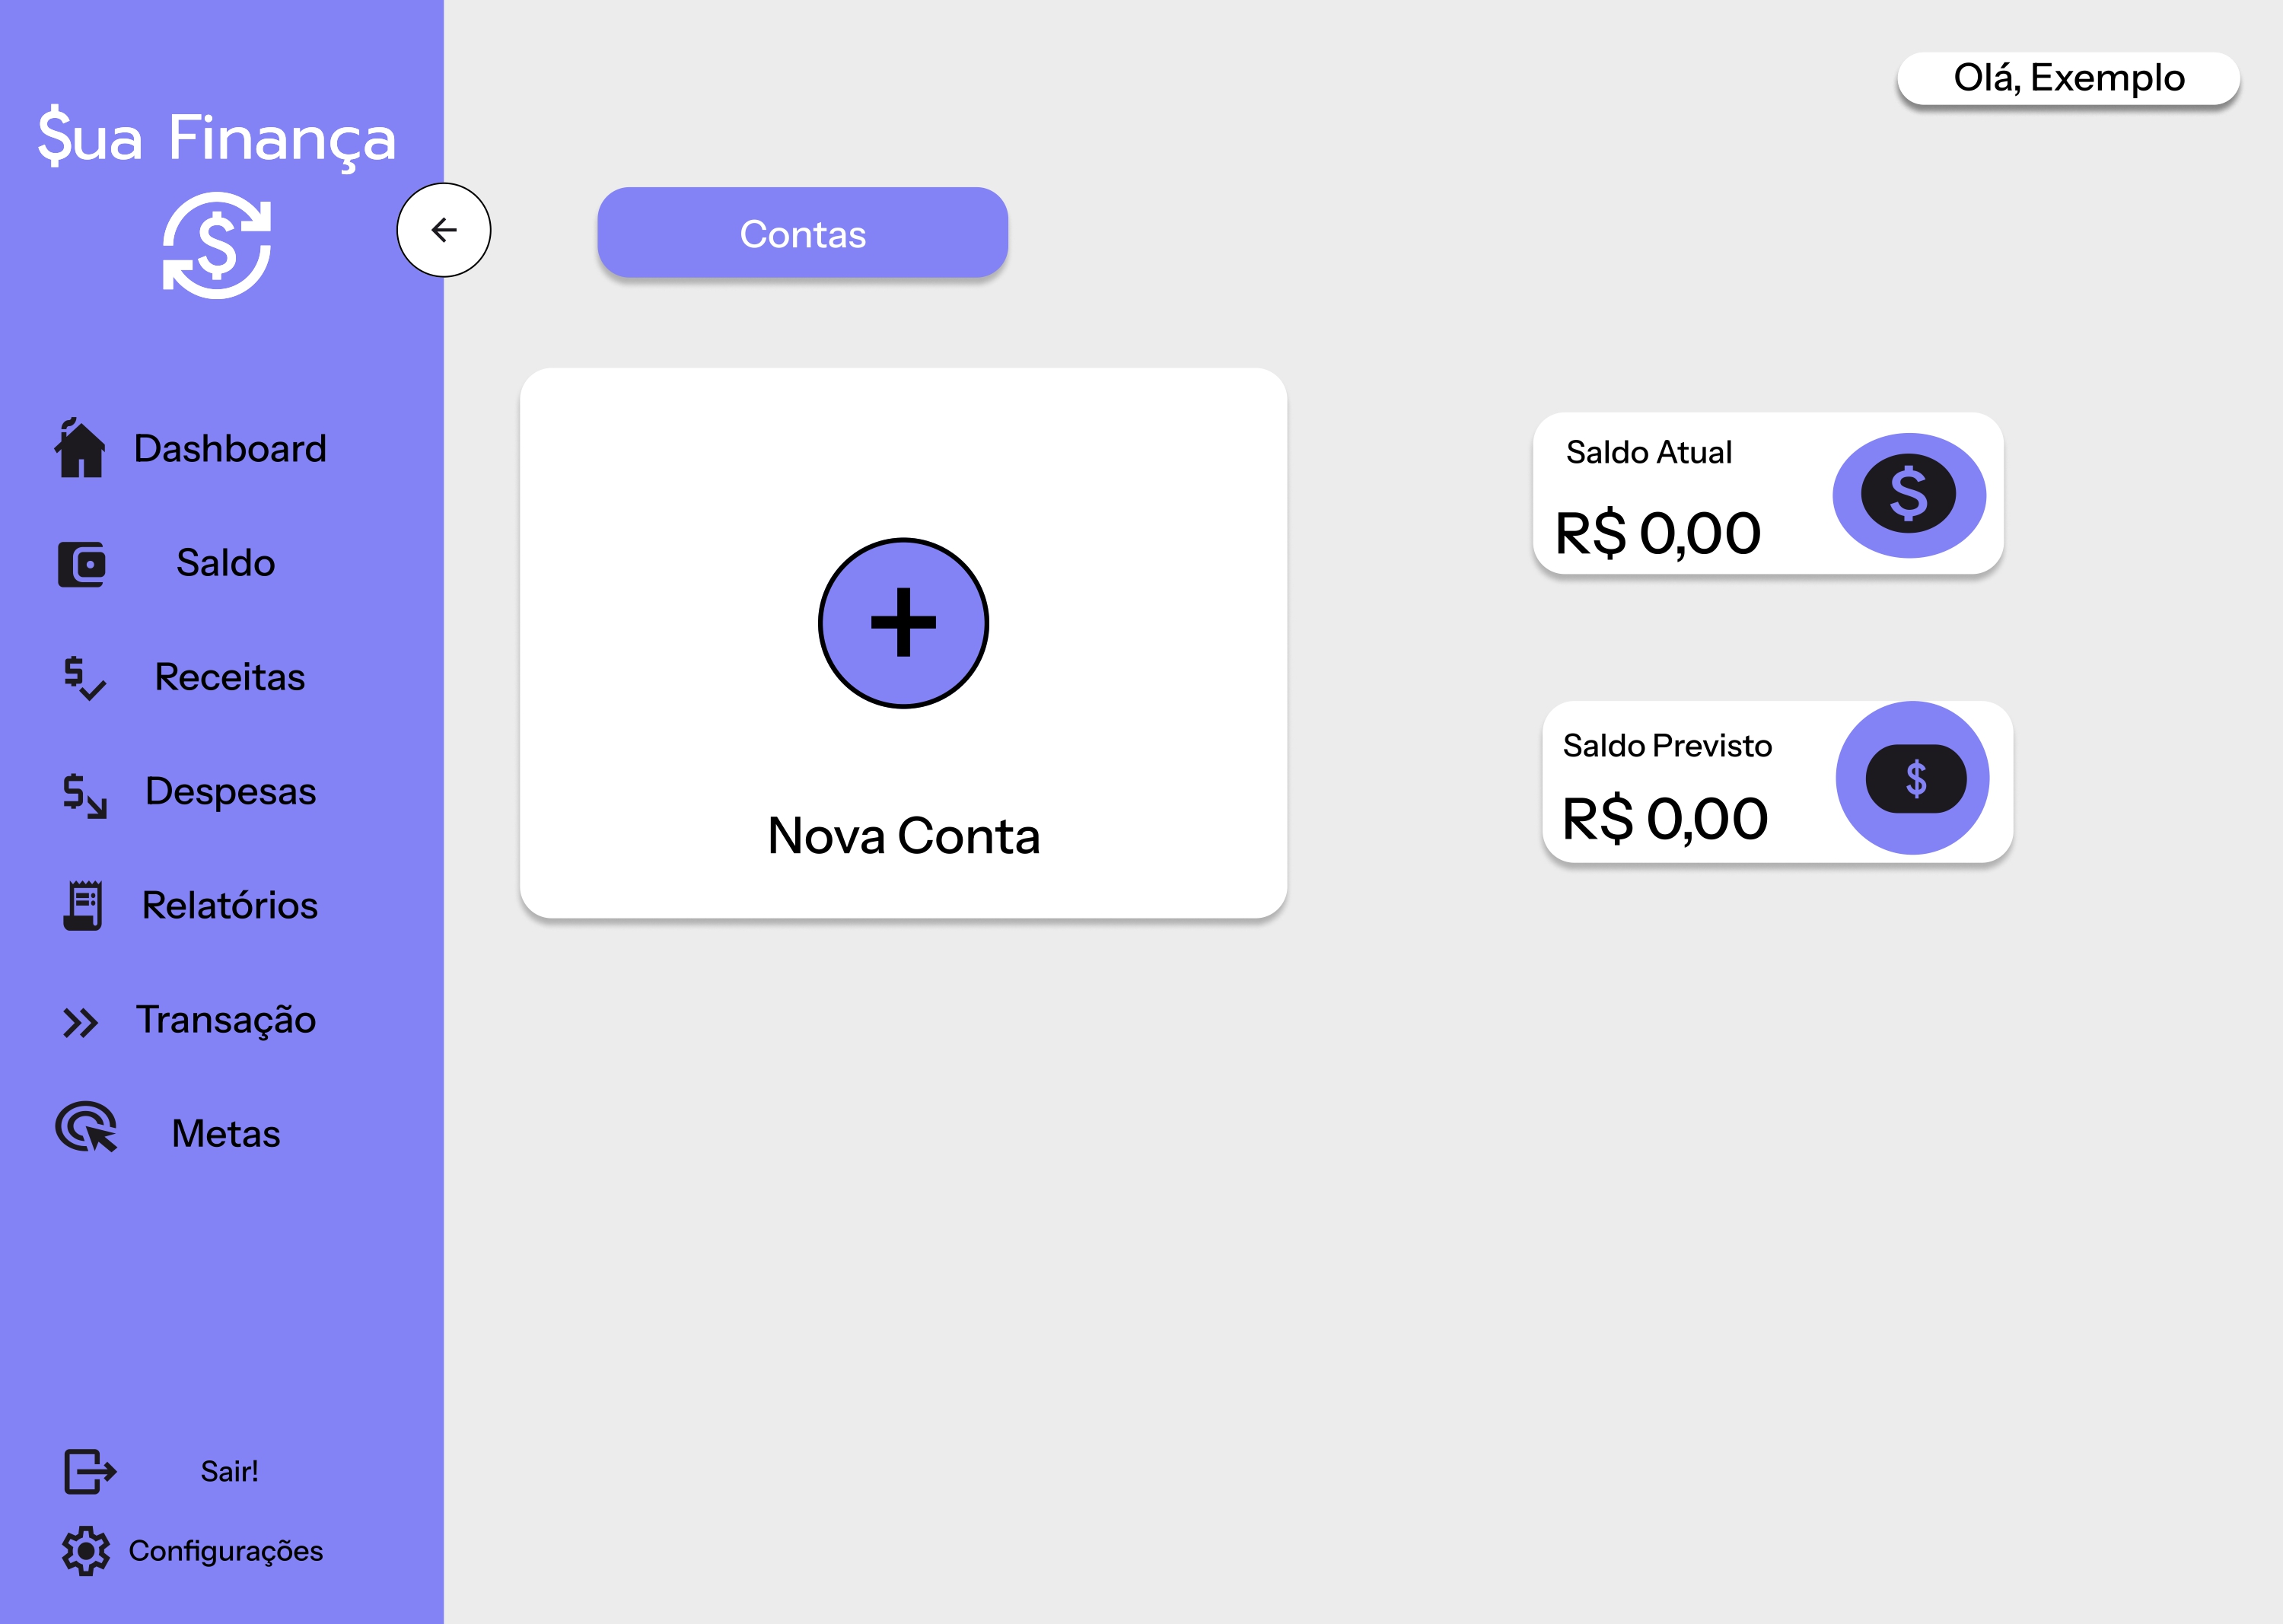 $ua Finança
Olá, Exemplo
Contas
Dashboard
Saldo
Receitas
Despesas
Relatórios
Transação
Metas
Sair!
Configurações
Nova Conta
Saldo Atual
R$ 0,00
Saldo Previsto
R$ 0,00